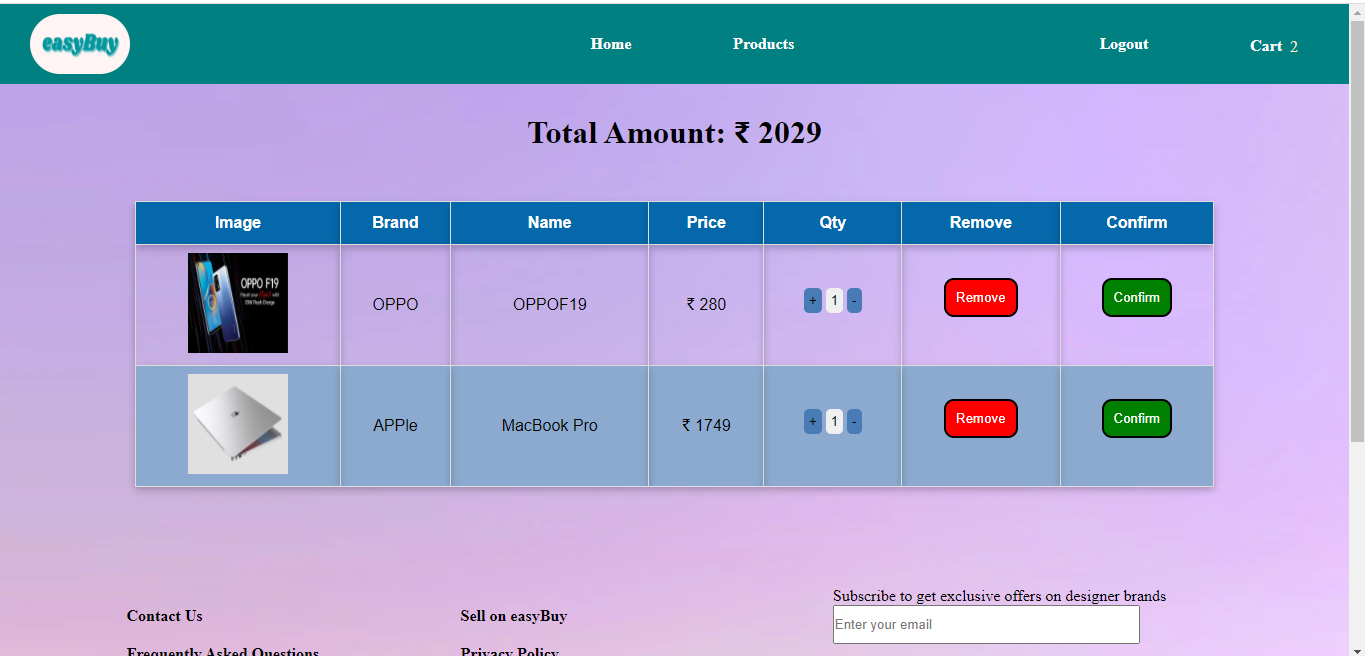 easyBuy
Home Products Logout Cart 2
Total Amount: ₹ 2029
Image Brand Name Price Qty Remove Confirm
OPPO F19
OPPO OPPOF19 ₹ 280 + 1 - Remove Confirm
APPle MacBook Pro ₹ 1749 + 1 - Remove Confirm
Subscribe to get exclusive offers on designer brands
Contact Us Sell on easyBuy
Enter your email
Frequently Asked Questions Privacy Policy